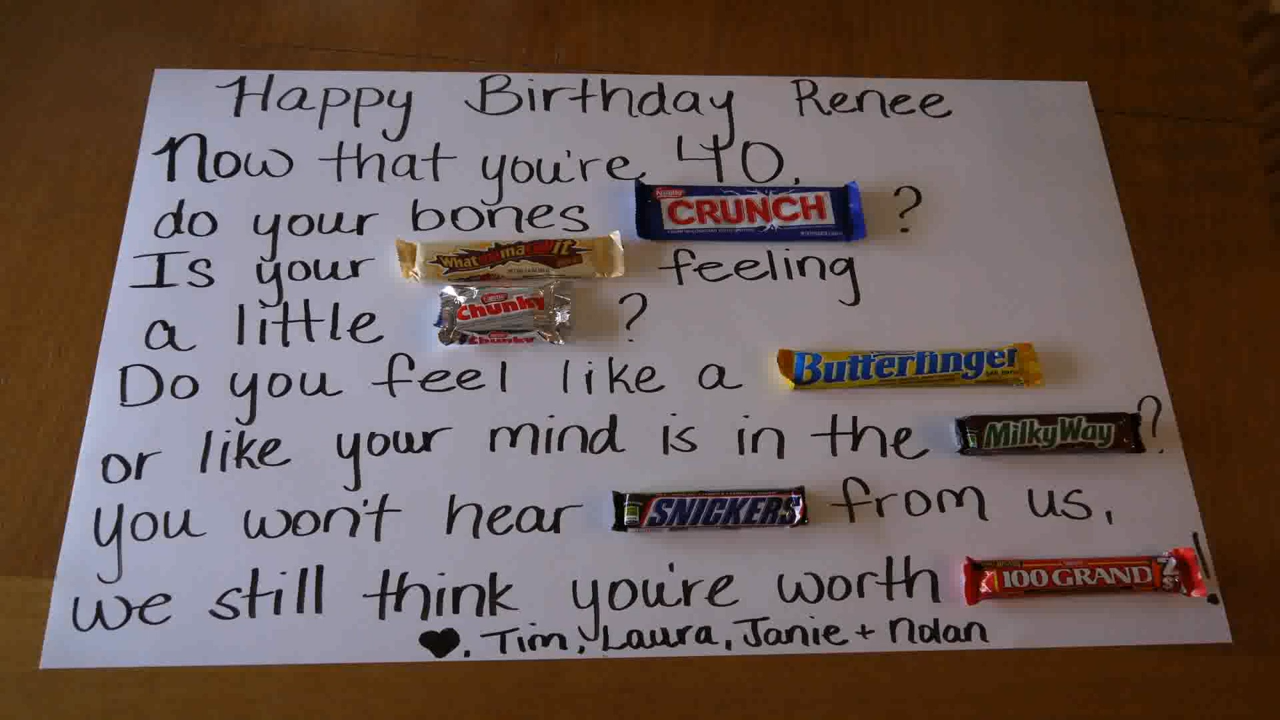 Happy Birthday Renee
Now that you're 40,
do your bones Nestle CRUNCH ?
Is your Whatchamacallit feeling
a little Chunky ?
Do you feel like a Butterfinger
or like your mind is in the MilkyWay ?
you won't hear SNICKERS from us,
we still think you're worth 100 GRAND !
♥, Tim, Laura, Janie + Nolan